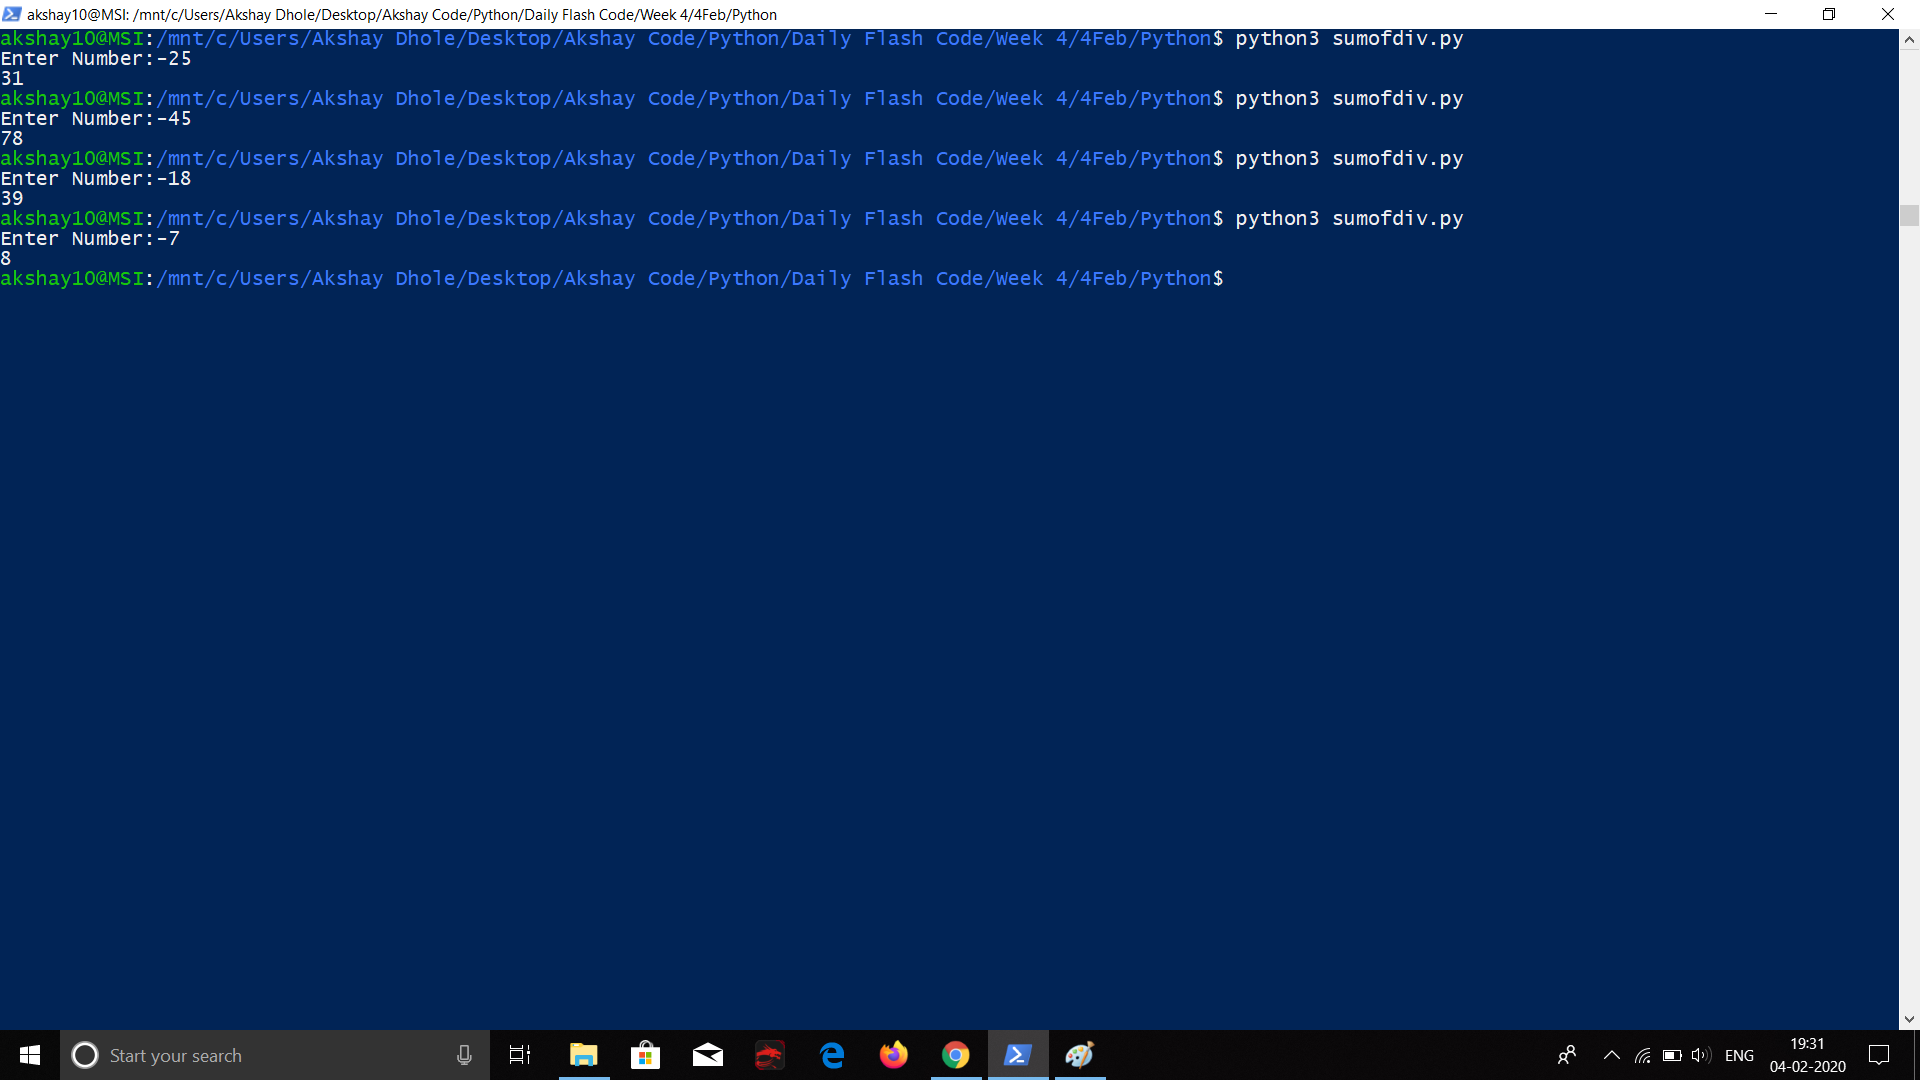 akshay10@MSI: /mnt/c/Users/Akshay Dhole/Desktop/Akshay Code/Python/Daily Flash Code/Week 4/4Feb/Python
akshay10@MSI:/mnt/c/Users/Akshay Dhole/Desktop/Akshay Code/Python/Daily Flash Code/Week 4/4Feb/Python$ python3 sumofdiv.py
Enter Number:-25
31
akshay10@MSI:/mnt/c/Users/Akshay Dhole/Desktop/Akshay Code/Python/Daily Flash Code/Week 4/4Feb/Python$ python3 sumofdiv.py
Enter Number:-45
78
akshay10@MSI:/mnt/c/Users/Akshay Dhole/Desktop/Akshay Code/Python/Daily Flash Code/Week 4/4Feb/Python$ python3 sumofdiv.py
Enter Number:-18
39
akshay10@MSI:/mnt/c/Users/Akshay Dhole/Desktop/Akshay Code/Python/Daily Flash Code/Week 4/4Feb/Python$ python3 sumofdiv.py
Enter Number:-7
8
akshay10@MSI:/mnt/c/Users/Akshay Dhole/Desktop/Akshay Code/Python/Daily Flash Code/Week 4/4Feb/Python$
Start your search
ENG
19:31
04-02-2020